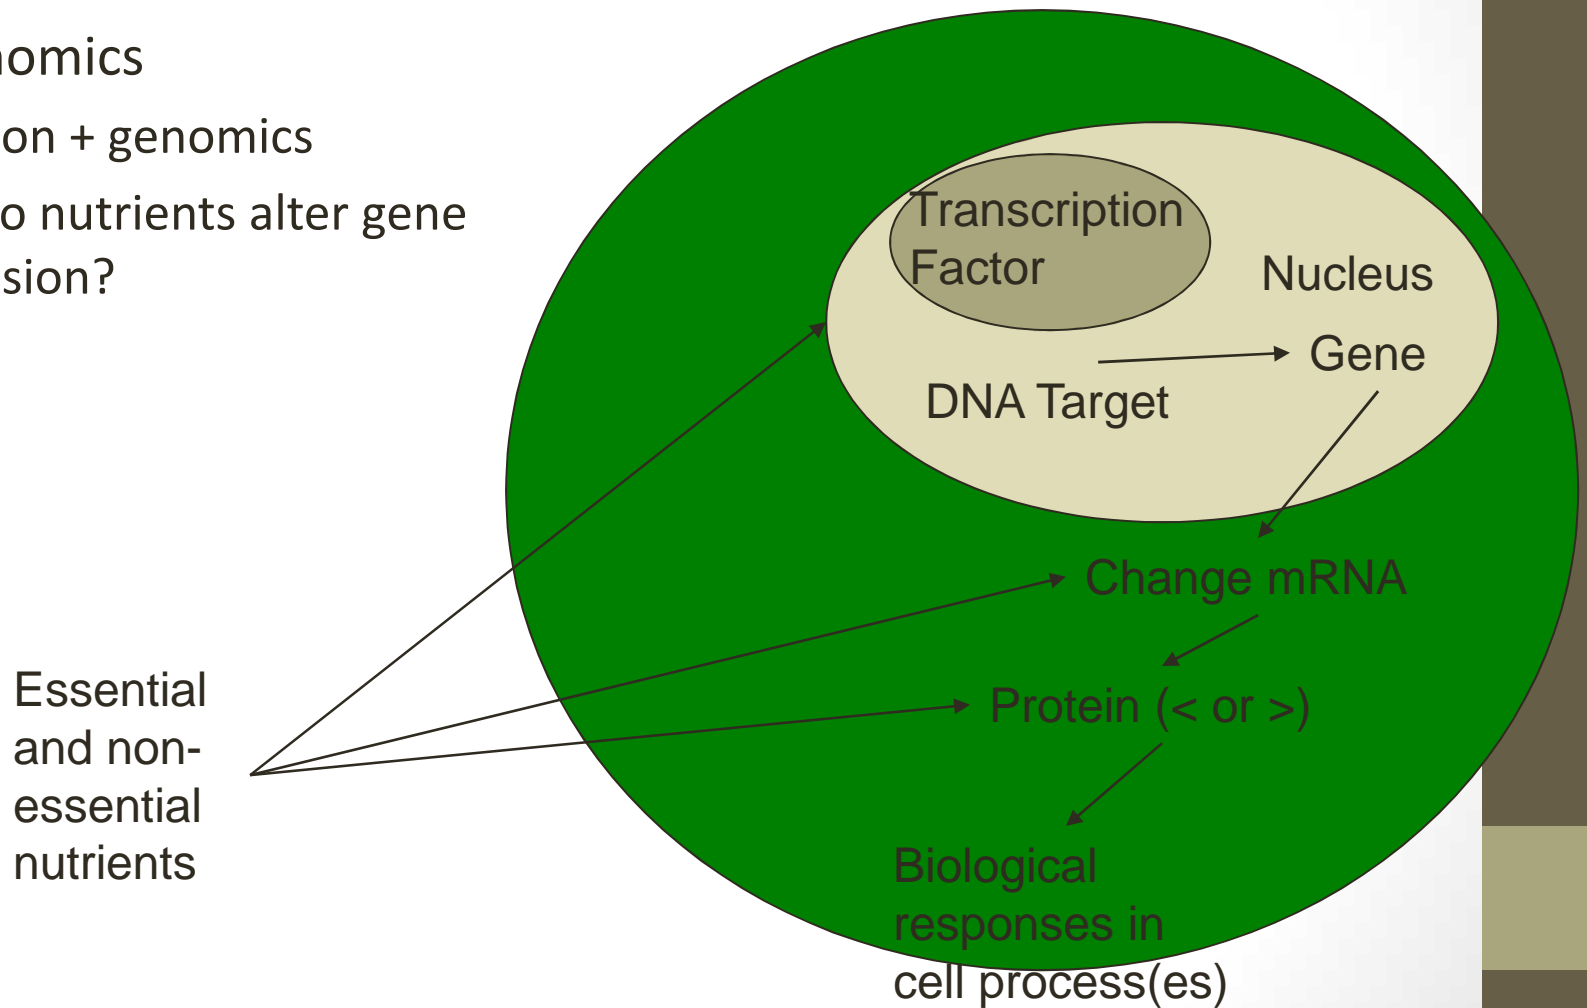 nomics
on + genomics
o nutrients alter gene
sion?
Transcription
Factor
Nucleus
Gene
DNA Target
Change mRNA
Protein (< or >)
Essential
and non-
essential
nutrients
Biological
responses in
cell process(es)